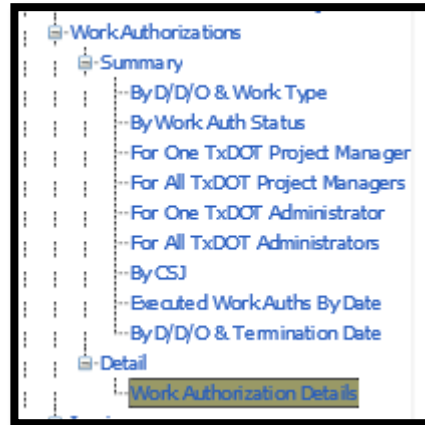 Work Authorizations
Summary
By D/D/O & Work Type
By Work Auth Status
For One TxDOT Project Manager
For All TxDOT Project Managers
For One TxDOT Administrator
For All TxDOT Administrators
By CSJ
Executed Work Auths By Date
By D/D/O & Termination Date
Detail
Work Authorization Details